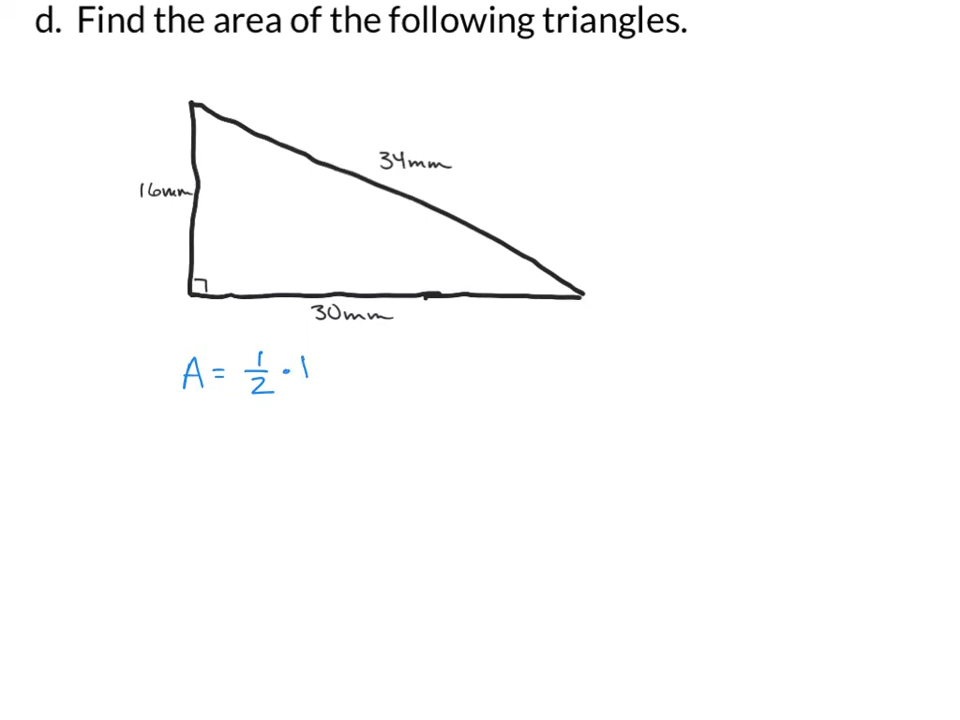 d. Find the area of the following triangles.
34mm
16mm
30mm
A = 1/2 · 1